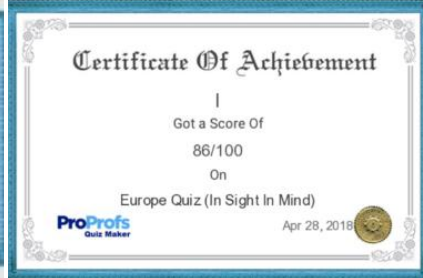 Certificate Of Achievement
I
Got a Score Of
86/100
On
Europe Quiz (In Sight In Mind)
ProProfs
Quiz Maker
Apr 28, 2018